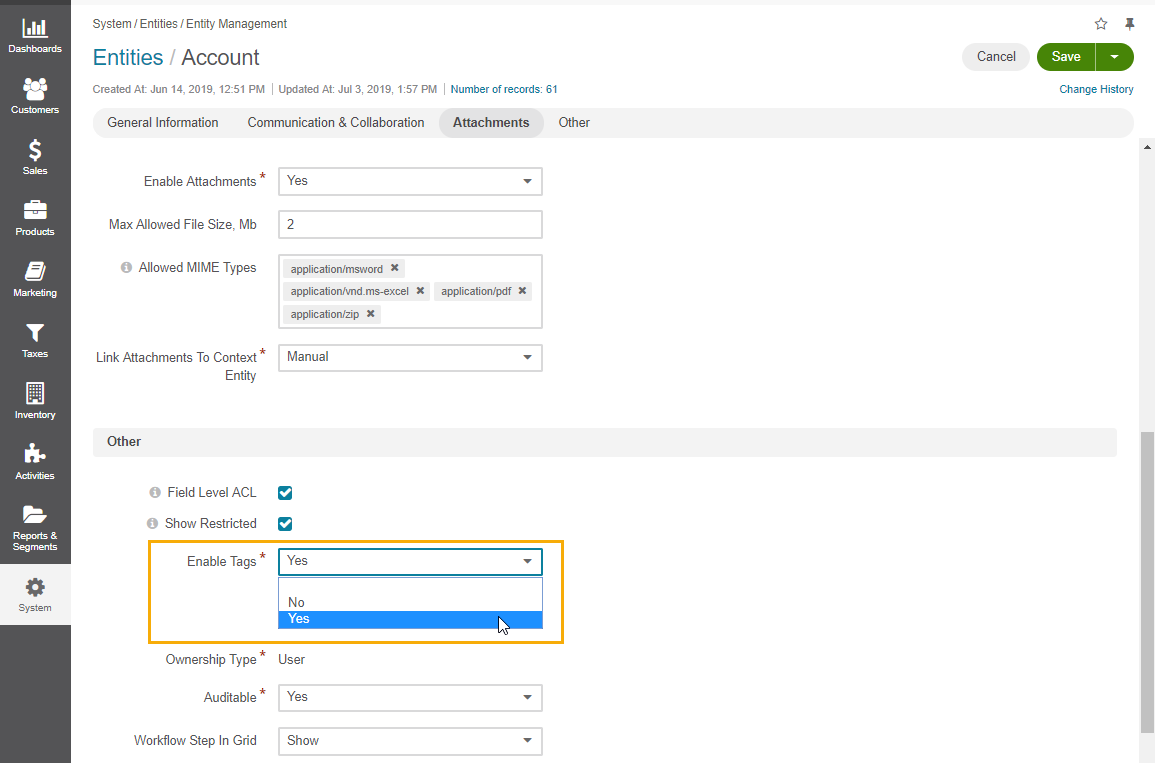 Dashboards
Customers
Sales
Products
Marketing
Taxes
Inventory
Activities
Reports &
Segments
System
System / Entities / Entity Management
Entities / Account
Cancel
Save
Created At: Jun 14, 2019, 12:51 PM | Updated At: Jul 3, 2019, 1:57 PM | Number of records: 61
Change History
General Information
Communication & Collaboration
Attachments
Other
Enable Attachments *
Yes
Max Allowed File Size, Mb
2
Allowed MIME Types
application/msword ✖
application/vnd.ms-excel ✖ application/pdf ✖
application/zip ✖
Link Attachments To Context *
Entity
Manual
Other
Field Level ACL
Show Restricted
Enable Tags *
Yes
No
Yes
Ownership Type *
User
Auditable *
Yes
Workflow Step In Grid
Show